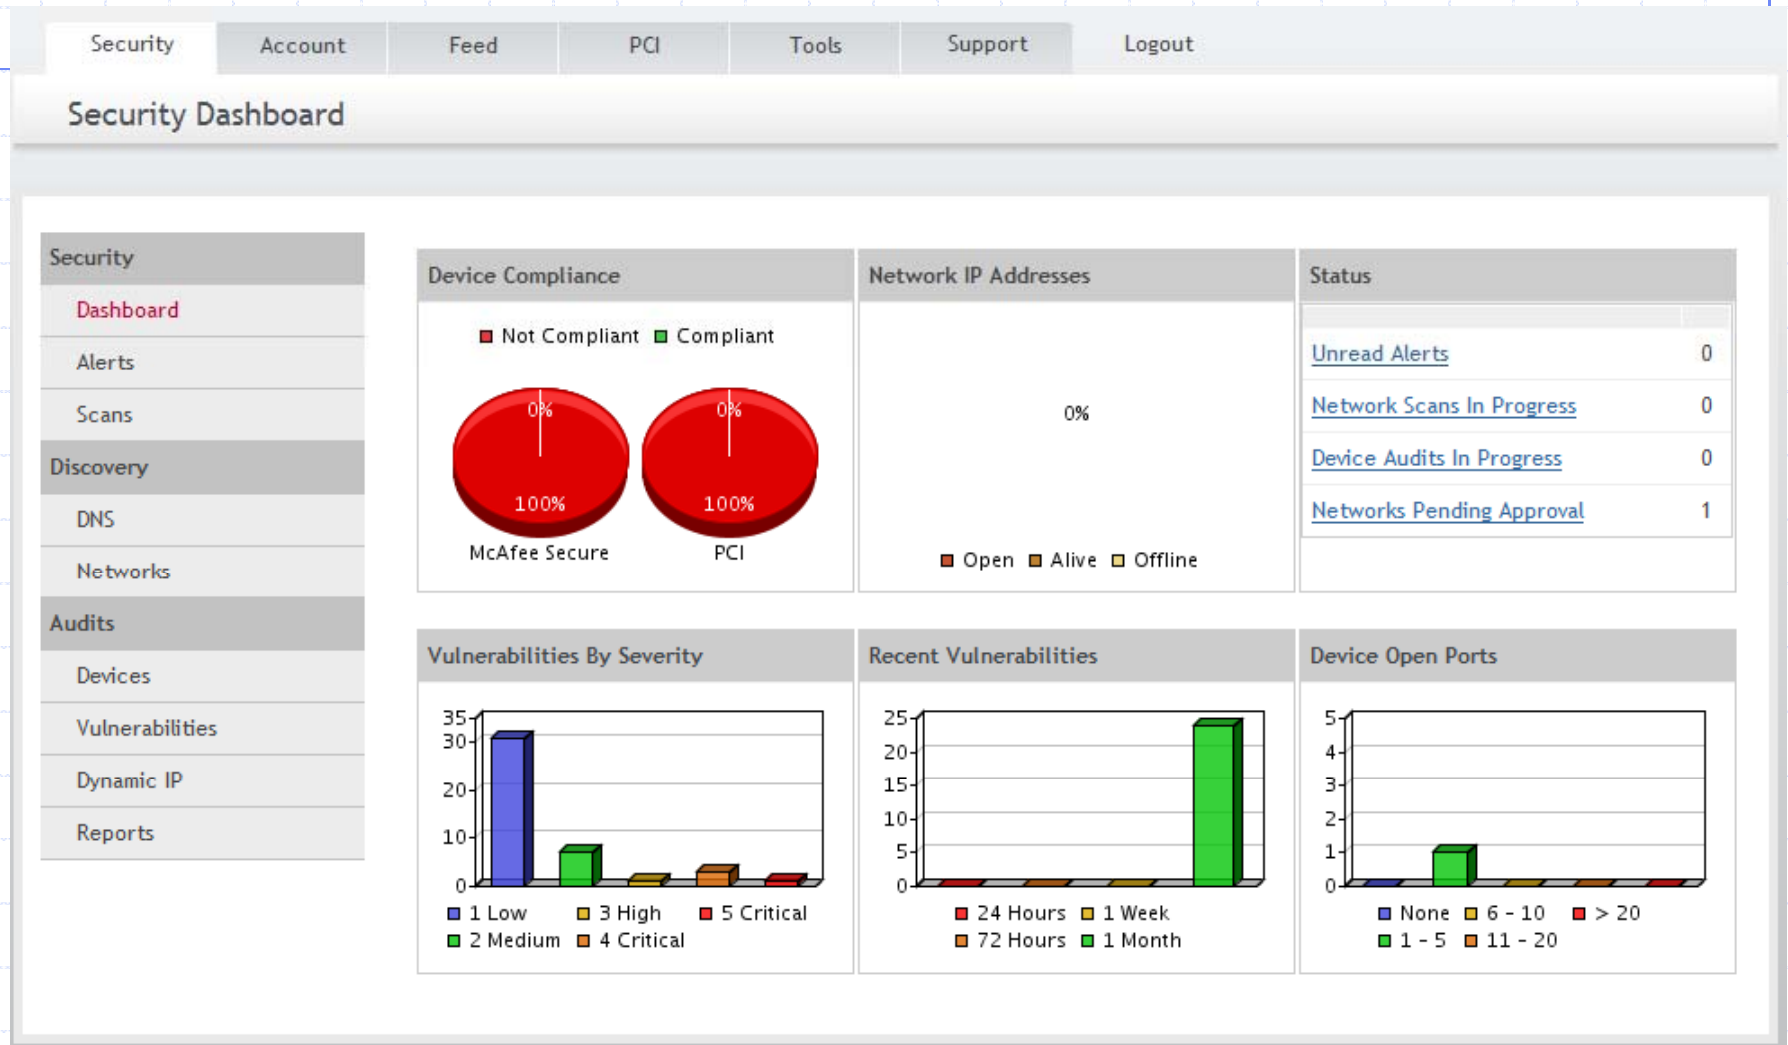 Security Account Feed PCI Tools Support Logout
Security Dashboard
Security
Dashboard
Alerts
Scans
Discovery
DNS
Networks
Audits
Devices
Vulnerabilities
Dynamic IP
Reports
Device Compliance
Not Compliant Compliant
0% 0%
100% 100%
McAfee Secure PCI
Network IP Addresses
0%
Open Alive Offline
Status
Unread Alerts 0
Network Scans In Progress 0
Device Audits In Progress 0
Networks Pending Approval 1
Vulnerabilities By Severity
35
30
20
10
0
1 Low 3 High 5 Critical
2 Medium 4 Critical
Recent Vulnerabilities
25
20
15
10
5
0
24 Hours 1 Week
72 Hours 1 Month
Device Open Ports
5
4
3
2
1
0
None 6 - 10 > 20
1 - 5 11 - 20